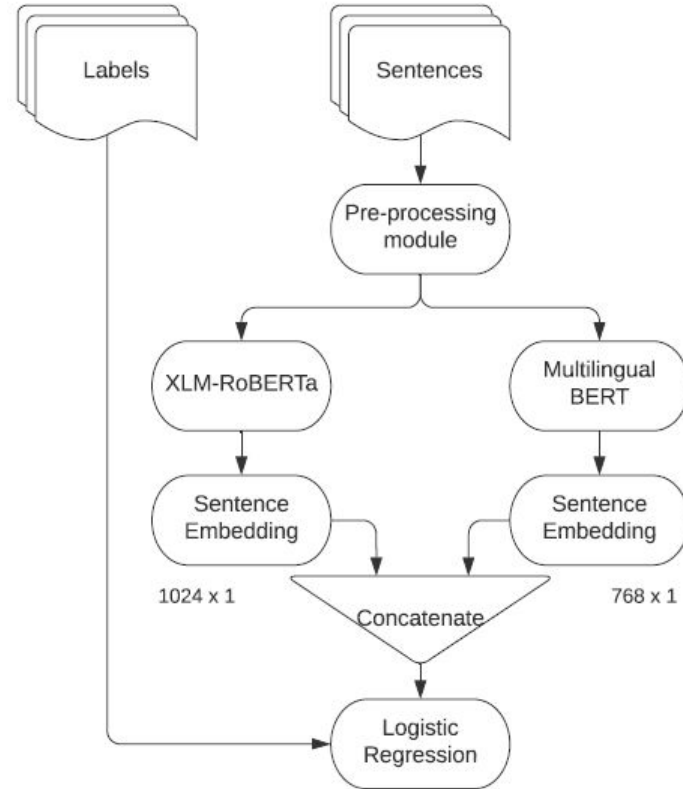 Labels
Sentences
Pre-processing
module
XLM-RoBERTa
Multilingual
BERT
Sentence
Embedding
Sentence
Embedding
1024 x 1
768 x 1
Concatenate
Logistic
Regression